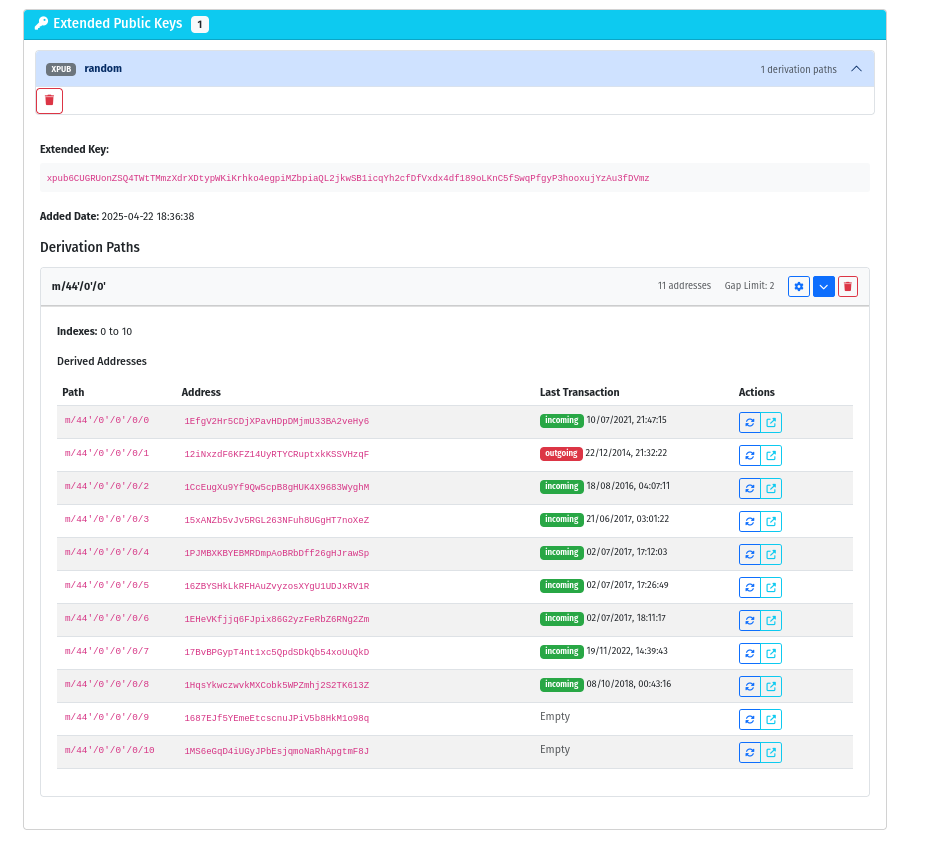 Extended Public Keys 1
XPUB random 1 derivation paths
Extended Key:
xpub6CUGRUonZSQ4TWtTMmzXdrXDtypWKiKrhko4egpiMZbpiaQL2jkwSB1icqYh2cfDfVxdx4df189oLKnC5fSwqPfgyP3hooxujYzAu3fDVmz
Added Date: 2025-04-22 18:36:38
Derivation Paths
m/44'/0'/0' 11 addresses Gap Limit: 2
Indexes: 0 to 10
Derived Addresses
Path Address Last Transaction Actions
m/44'/0'/0'/0/0 1EfgV2Hr5CDjXPavHDpDMjmU33BA2veHy6 incoming 10/07/2021, 21:47:15
m/44'/0'/0'/0/1 12iNxzdF6KFZ14UyRTYCRuptxkKSSVHzqF outgoing 22/12/2014, 21:32:22
m/44'/0'/0'/0/2 1CcEugXu9Yf9Qw5cpB8gHUK4X9683WyghM incoming 18/08/2016, 04:07:11
m/44'/0'/0'/0/3 15xANZb5vJv5RGL263NFuh8UGgHT7noXeZ incoming 21/06/2017, 03:01:22
m/44'/0'/0'/0/4 1PJMBXKBYEBMRDmpAoBRbDff26gHJrawSp incoming 02/07/2017, 17:12:03
m/44'/0'/0'/0/5 16ZBYSHkLkRFHAuZvyzosXYgU1UDJxRV1R incoming 02/07/2017, 17:26:49
m/44'/0'/0'/0/6 1EHeVKfjjq6FJpix86G2yzFeRbZ6RNg2Zm incoming 02/07/2017, 18:11:17
m/44'/0'/0'/0/7 17BvBPGypT4nt1xc5QpdSDkQb54xoUuQkD incoming 19/11/2022, 14:39:43
m/44'/0'/0'/0/8 1HqsYkwczwvkMXCobk5WPZmhj2S2TK613Z incoming 08/10/2018, 00:43:16
m/44'/0'/0'/0/9 1687EJf5YEmeEtcscnuJPiV5b8HkM1o98q Empty
m/44'/0'/0'/0/10 1MS6eGqD4iUGyJPbEsjqmoNaRhApgtmF8J Empty